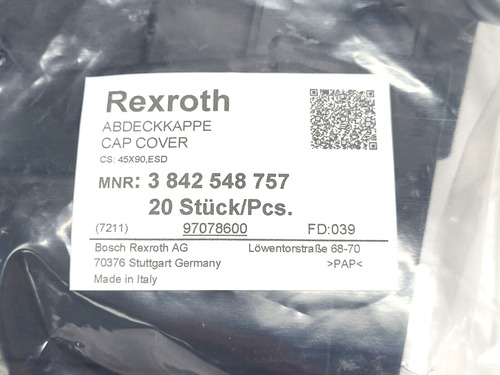 Rexroth
ABDECKKAPPE
CAP COVER
CS: 45X90,ESD
MNR: 3 842 548 757
20 Stück/Pcs.
(7211) 97078600 FD:039
Bosch Rexroth AG Löwentorstraße 68-70
70376 Stuttgart Germany >PAP<
Made in Italy